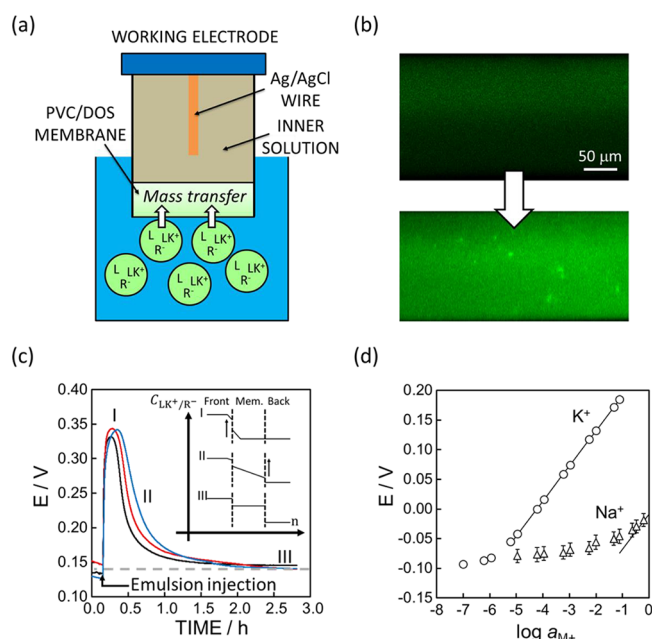 (a)
WORKING ELECTRODE
Ag/AgCl
WIRE
PVC/DOS
MEMBRANE
INNER
SOLUTION
Mass transfer
L LK⁺
R⁻
L LK⁺
R⁻
L LK⁺
R⁻
L LK⁺
R⁻
L LK⁺
R⁻
(b)
50 μm
(c)
E / V
0.40
0.35
0.30
0.25
0.20
0.15
0.10
I
II
III
Emulsion injection
C_LK⁺/R⁻
Front Mem. Back
I
II
III
n
0.0 0.5 1.0 1.5 2.0 2.5 3.0
TIME / h
(d)
E / V
0.20
0.15
0.10
0.05
0.00
-0.05
-0.10
K⁺
Na⁺
-8 -7 -6 -5 -4 -3 -2 -1 0
log a_M+